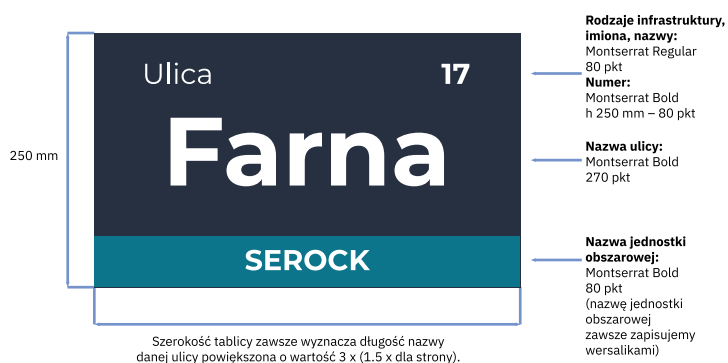 Rodzaje infrastruktury,
imiona, nazwy:
Montserrat Regular
80 pkt
Numer:
Montserrat Bold
h 250 mm – 80 pkt
Ulica
17
250 mm
Farna
Nazwa ulicy:
Montserrat Bold
270 pkt
SEROCK
Nazwa jednostki
obszarowej:
Montserrat Bold
80 pkt
(nazwę jednostki
obszarowej
zawsze zapisujemy
wersalikami)
Szerokość tablicy zawsze wyznacza długość nazwy
danej ulicy powiększona o wartość 3 x (1.5 x dla strony).